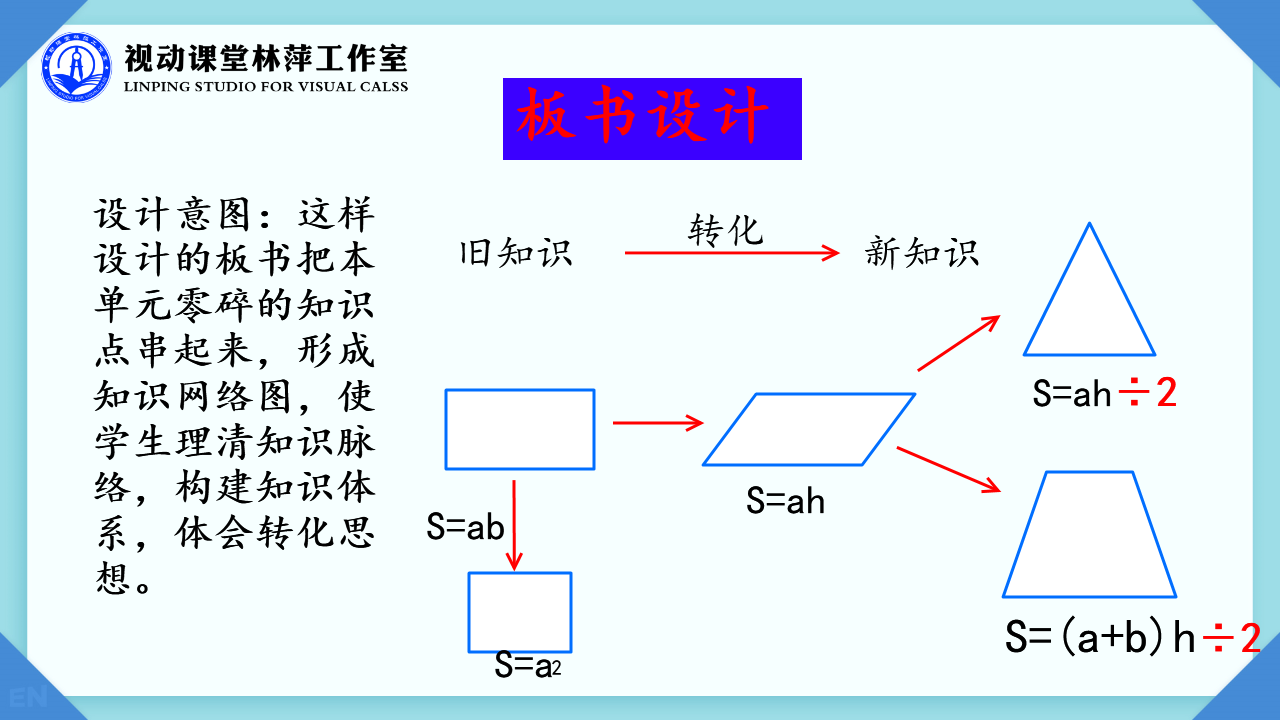 视动课堂林萍工作室
LINPING STUDIO FOR VISUAL CALSS
板书设计
设计意图：这样
设计的板书把本
单元零碎的知识
点串起来，形成
知识网络图，使
学生理清知识脉
络，构建知识体
系，体会转化思
想。
旧知识
转化
新知识
S=ah÷2
S=ah
S=ab
S=(a+b)h÷2
S=a2
EN